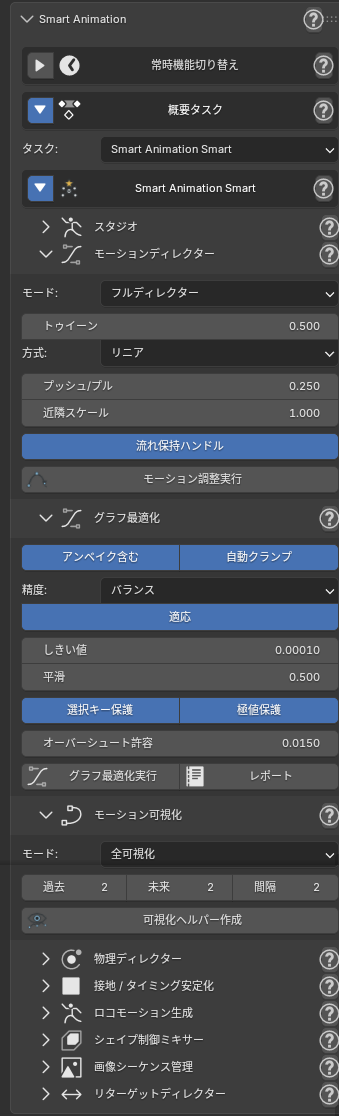 Smart Animation
常時機能切り替え
概要タスク
タスク: Smart Animation Smart
Smart Animation Smart
スタジオ
モーションディレクター
モード: フルディレクター
トゥイーン 0.500
方式: リニア
プッシュ/プル 0.250
近隣スケール 1.000
流れ保持ハンドル
モーション調整実行
グラフ最適化
アンベイク含む 自動クランプ
精度: バランス
適応
しきい値 0.00010
平滑 0.500
選択キー保護 極値保護
オーバーシュート許容 0.0150
グラフ最適化実行 レポート
モーション可視化
モード: 全可視化
過去 2 未来 2 間隔 2
可視化ヘルパー作成
物理ディレクター
接地 / タイミング安定化
ロコモーション生成
シェイプ制御ミキサー
画像シーケンス管理
リターゲットディレクター